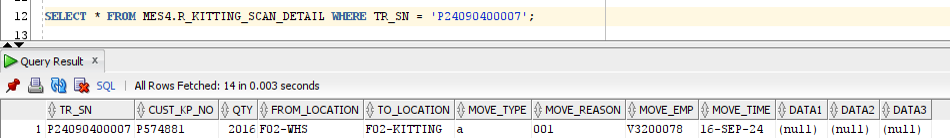 12 SELECT * FROM MES4.R_KITTING_SCAN_DETAIL WHERE TR_SN = 'P24090400007';
13
Query Result x
SQL | All Rows Fetched: 14 in 0.003 seconds
TR_SN CUST_KP_NO QTY FROM_LOCATION TO_LOCATION MOVE_TYPE MOVE_REASON MOVE_EMP MOVE_TIME DATA1 DATA2 DATA3
1 P24090400007 P574881 2016 F02-WHS F02-KITTING a 001 V3200078 16-SEP-24 (null) (null) (null)